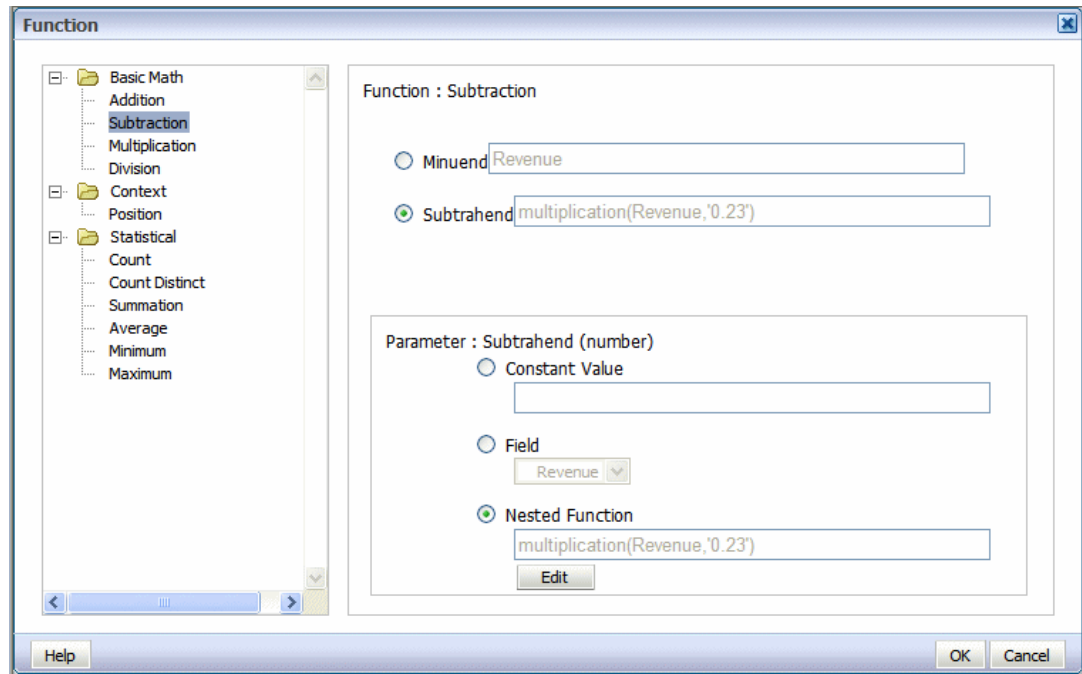 Function
Basic Math
Addition
Subtraction
Multiplication
Division
Context
Position
Statistical
Count
Count Distinct
Summation
Average
Minimum
Maximum
Function : Subtraction
Minuend Revenue
Subtrahend multiplication(Revenue,'0.23')
Parameter : Subtrahend (number)
Constant Value
Field
Revenue
Nested Function
multiplication(Revenue,'0.23')
Edit
Help OK Cancel